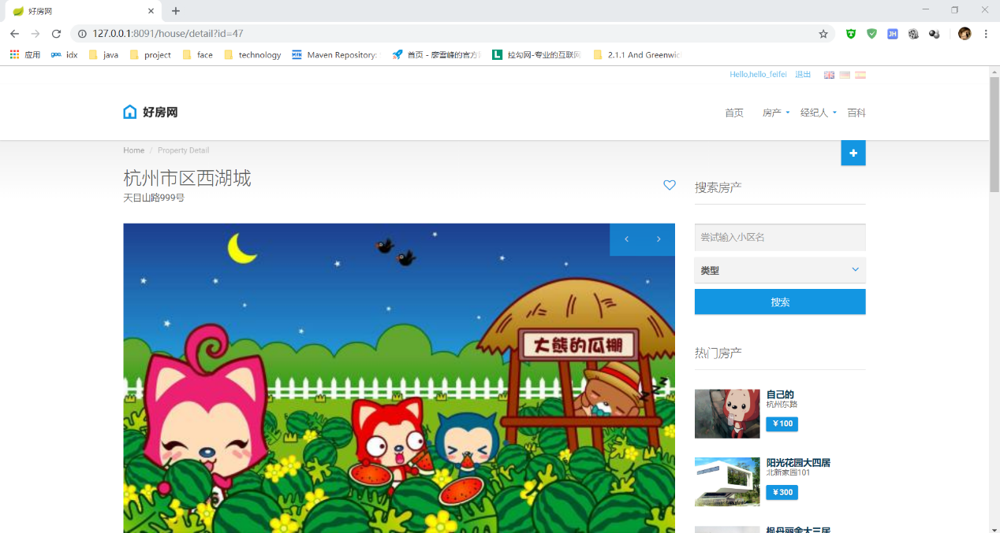 好房网
127.0.0.1:8091/house/detail?id=47
应用 idx java project face technology Maven Repository: 首页 - 廖雪峰的官方 拉勾网-专业的互联网 2.1.1 And Greenwic
Hello,hello_feifei 退出
好房网
首页 房产 经纪人 百科
Home / Property Detail
杭州市区西湖城
天目山路999号
大熊的瓜棚
zzz
搜索房产
尝试输入小区名
类型
搜索
热门房产
自己的
杭州东路
¥100
阳光花园大四居
北新家园101
¥300
枫丹丽舍大三居